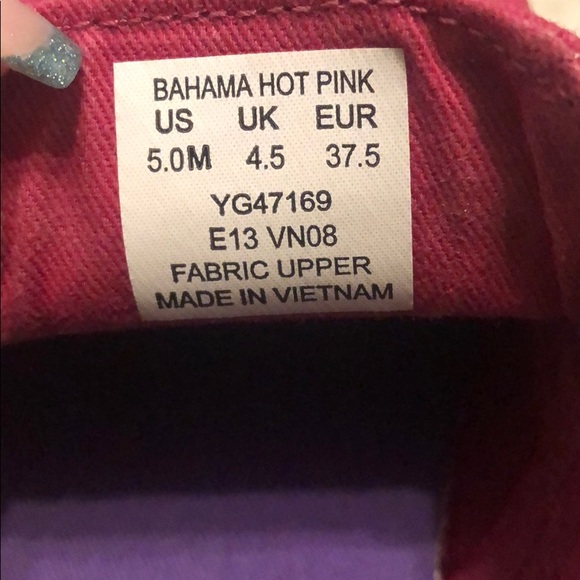 BAHAMA HOT PINK
US UK EUR
5.0M 4.5 37.5
YG47169
E13 VN08
FABRIC UPPER
MADE IN VIETNAM